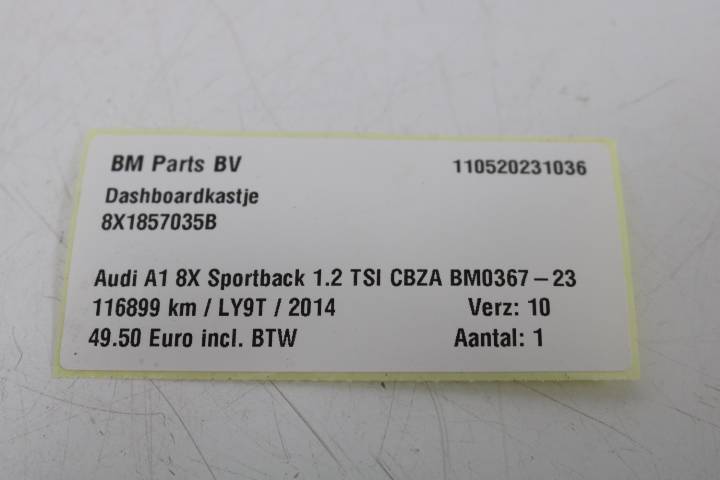 BM Parts BV 110520231036
Dashboardkastje
8X1857035B
Audi A1 8X Sportback 1.2 TSI CBZA BM0367-23
116899 km / LY9T / 2014 Verz: 10
49.50 Euro incl. BTW Aantal: 1